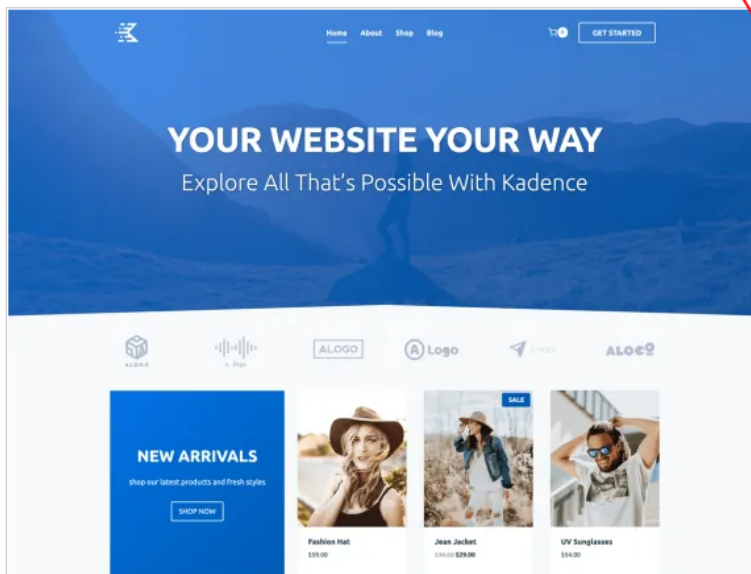 Home About Shop Blog 0 GET STARTED
YOUR WEBSITE YOUR WAY
Explore All That's Possible With Kadence
ALOGO
ALOGO
A Logo
NEW ARRIVALS
shop our latest products and fresh styles
SHOP NOW
SALE
Fashion Hat
$59.00
Jean Jacket
$34.00 $29.00
UV Sunglasses
$54.00